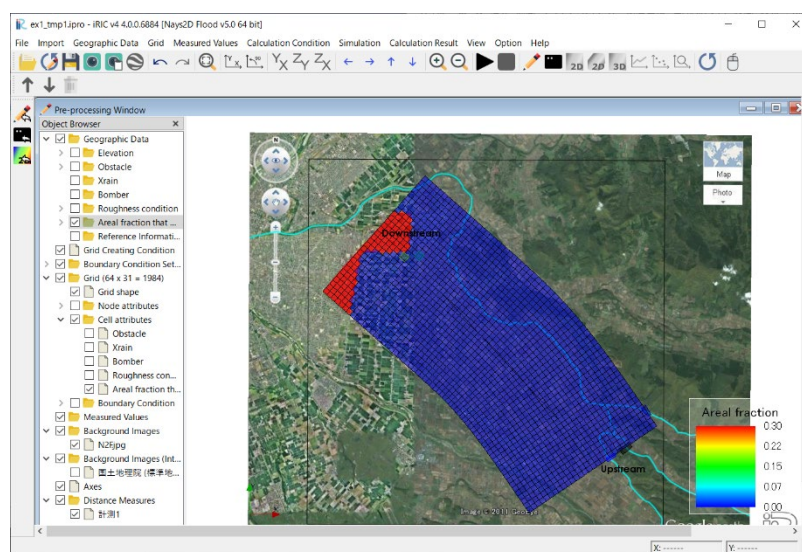 ex1_tmp1.ipro - iRIC v4 4.0.0.6884 [Nays2D Flood v5.0 64 bit]
File Import Geographic Data Grid Measured Values Calculation Condition Simulation Calculation Result View Option Help
Pre-processing Window
Object Browser
Geographic Data
Elevation
Obstacle
Xrain
Bomber
Roughness condition
Areal fraction that ...
Reference Informati...
Grid Creating Condition
Boundary Condition Set...
Grid (64 x 31 = 1984)
Grid shape
Node attributes
Cell attributes
Obstacle
Xrain
Bomber
Roughness con...
Areal fraction th...
Boundary Condition
Measured Values
Background Images
N2Fjpg
Background Images (Int...
国土地理院 (標準地...
Axes
Distance Measures
計測1
N
Map
Photo
Downstream
Upstream
Image © 2011 GeoEye
Areal fraction
0.30
0.22
0.15
0.07
0.00
X: ------
Y: ------